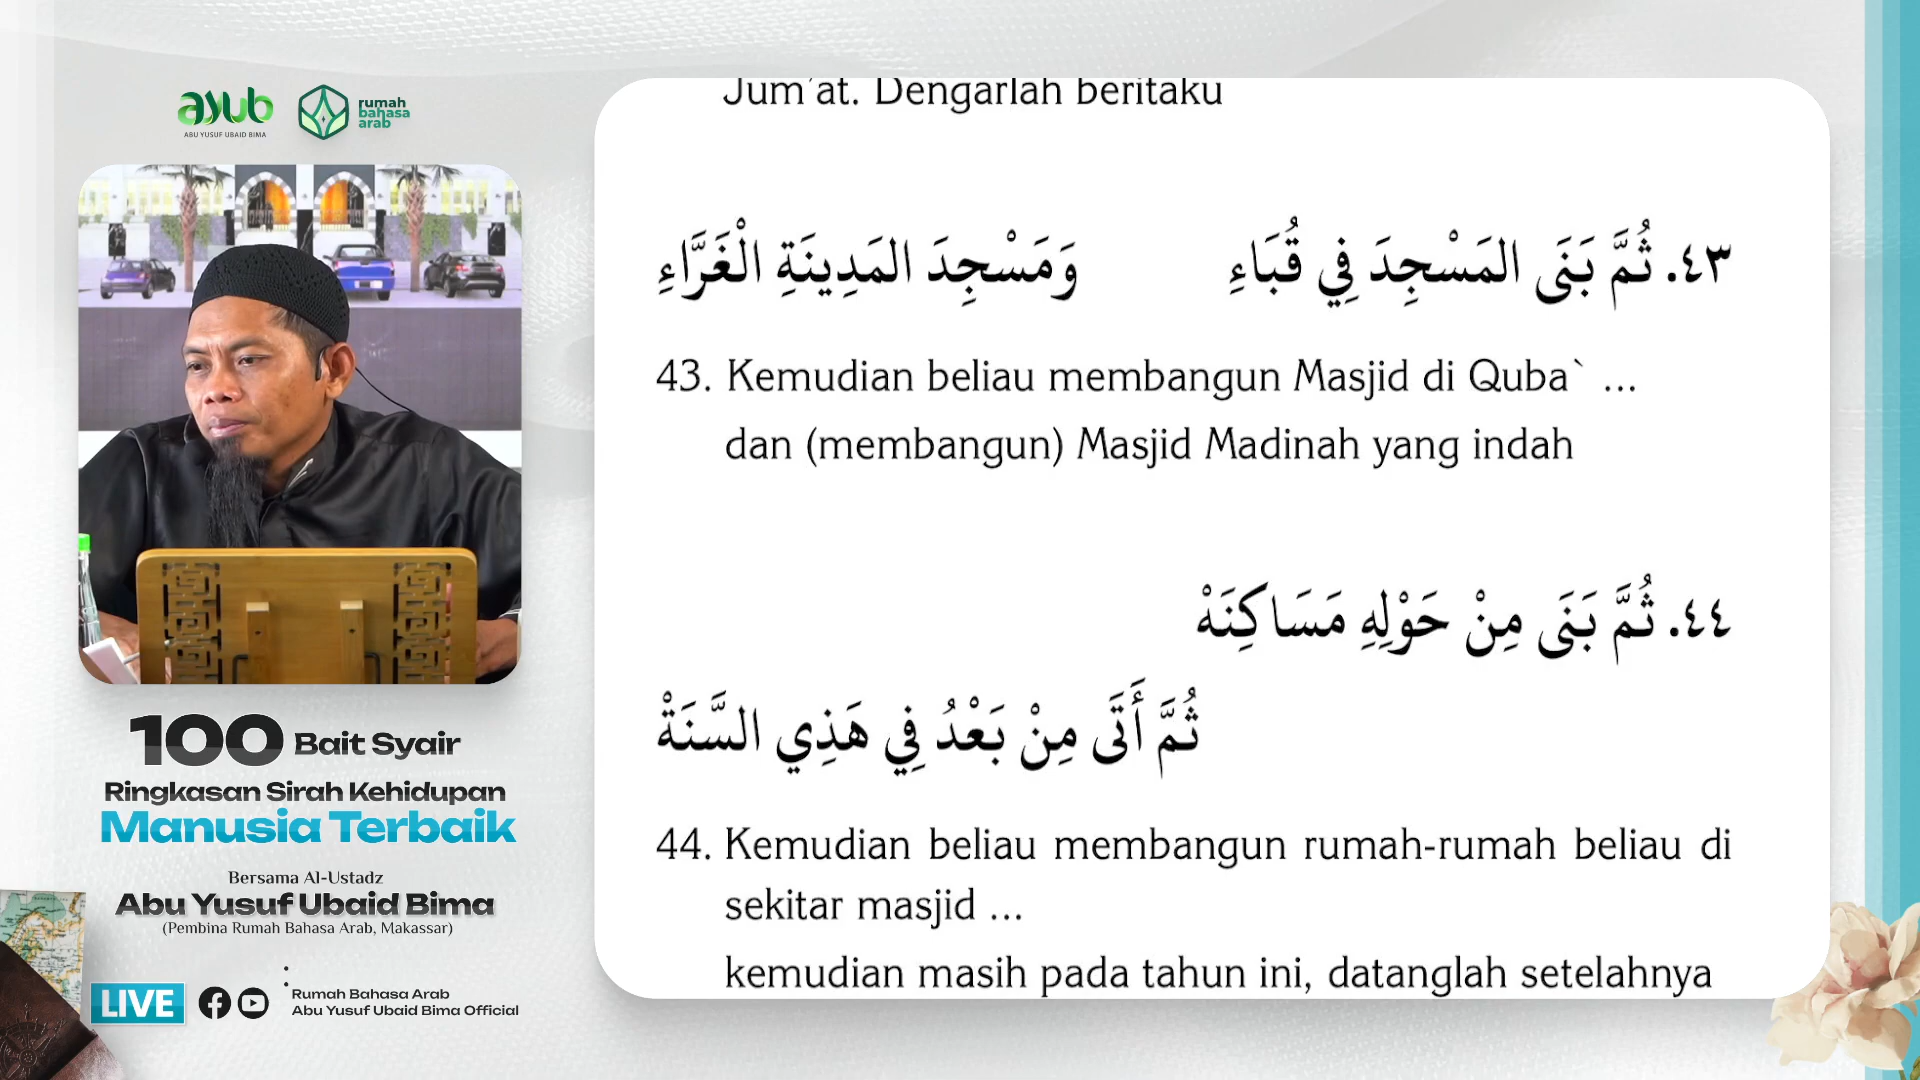 ayub
ABU YUSUF UBAID BIMA
rumah
bahasa
arab
100 Bait Syair
Ringkasan Sirah Kehidupan
Manusia Terbaik
Bersama Al-Ustadz
Abu Yusuf Ubaid Bima
(Pembina Rumah Bahasa Arab, Makassar)
LIVE
: Rumah Bahasa Arab
: Abu Yusuf Ubaid Bima Official
Jum'at. Dengarlah beritaku
٤٣. ثُمَّ بَنَى المَسْجِدَ فِي قُبَاءِ وَمَسْجِدَ المَدِينَةِ الْغَرَّاءِ
43. Kemudian beliau membangun Masjid di Quba` ...
dan (membangun) Masjid Madinah yang indah
٤٤. ثُمَّ بَنَى مِنْ حَوْلِهِ مَسَاكِنَهْ
ثُمَّ أَتَى مِنْ بَعْدُ فِي هَذِي السَّنَةْ
44. Kemudian beliau membangun rumah-rumah beliau di
sekitar masjid ...
kemudian masih pada tahun ini, datanglah setelahnya